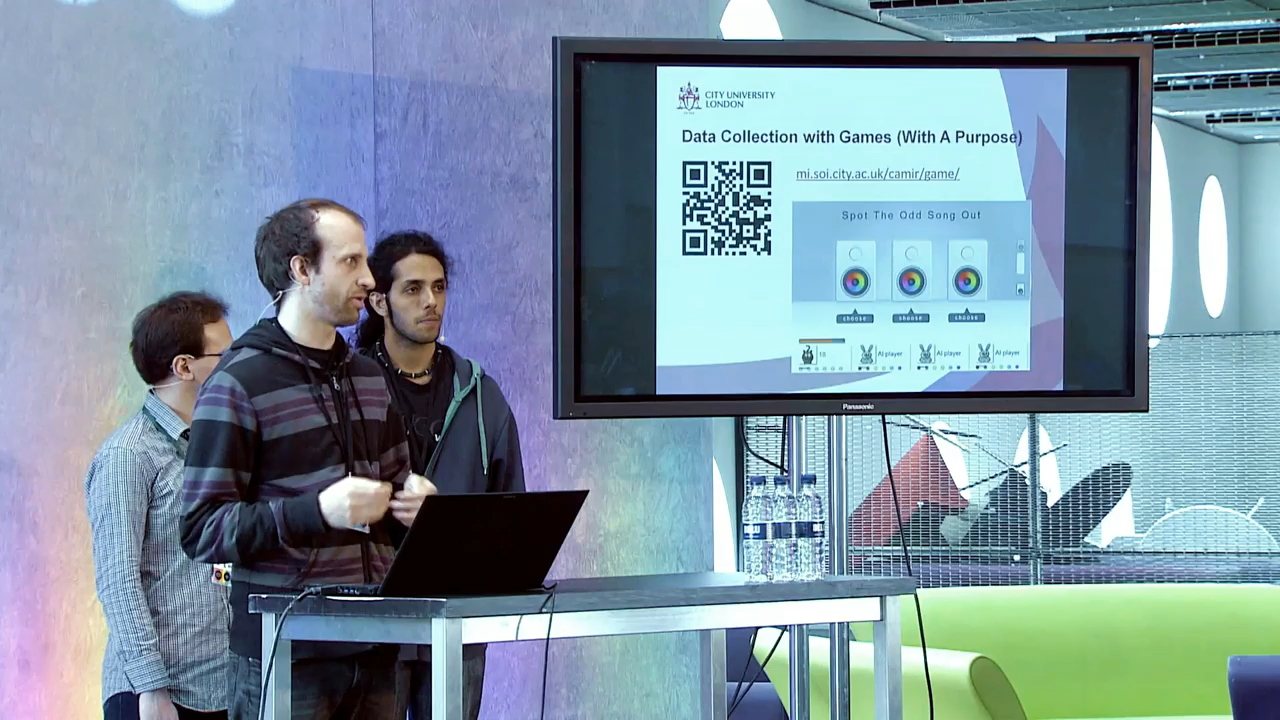 CITY UNIVERSITY
LONDON
Data Collection with Games (With A Purpose)
mi.soi.city.ac.uk/camir/game/
Spot The Odd Song Out
choose choose choose
AI player AI player AI player
Panasonic